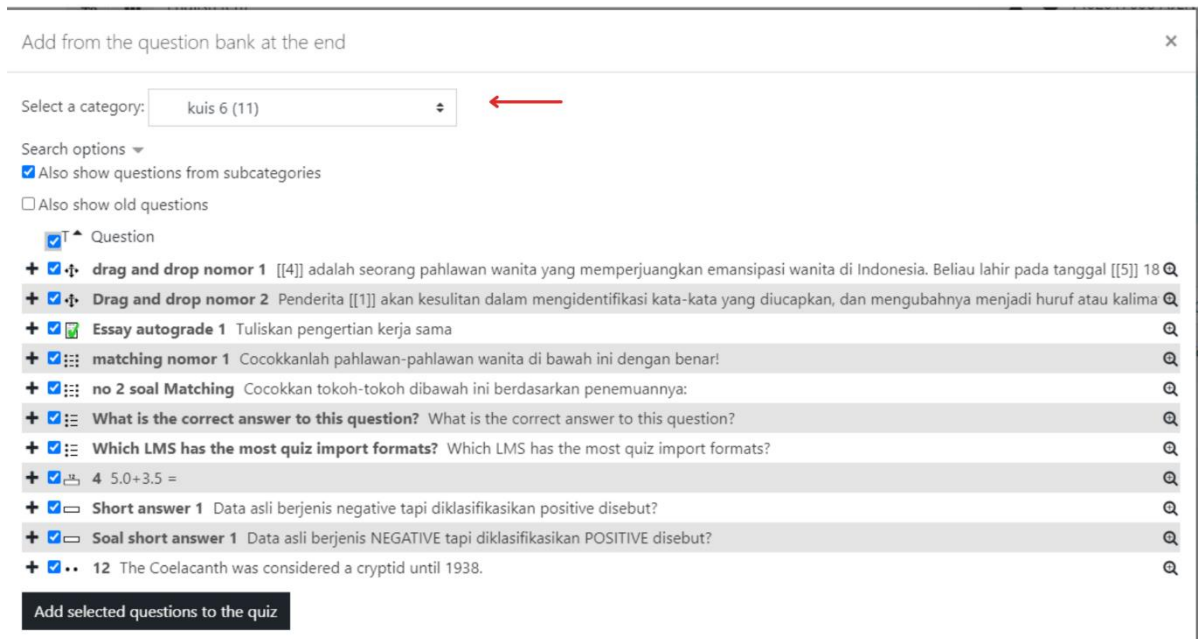 Add from the question bank at the end ×
Select a category: kuis 6 (11)
Search options
Also show questions from subcategories
Also show old questions
T Question
drag and drop nomor 1 [[4]] adalah seorang pahlawan wanita yang memperjuangkan emansipasi wanita di Indonesia. Beliau lahir pada tanggal [[5]] 18
Drag and drop nomor 2 Penderita [[1]] akan kesulitan dalam mengidentifikasi kata-kata yang diucapkan, dan mengubahnya menjadi huruf atau kalima
Essay autograde 1 Tuliskan pengertian kerja sama
matching nomor 1 Cocokkanlah pahlawan-pahlawan wanita di bawah ini dengan benar!
no 2 soal Matching Cocokkan tokoh-tokoh dibawah ini berdasarkan penemuannya:
What is the correct answer to this question? What is the correct answer to this question?
Which LMS has the most quiz import formats? Which LMS has the most quiz import formats?
4 5.0+3.5 =
Short answer 1 Data asli berjenis negative tapi diklasifikasikan positive disebut?
Soal short answer 1 Data asli berjenis NEGATIVE tapi diklasifikasikan POSITIVE disebut?
12 The Coelacanth was considered a cryptid until 1938.
Add selected questions to the quiz